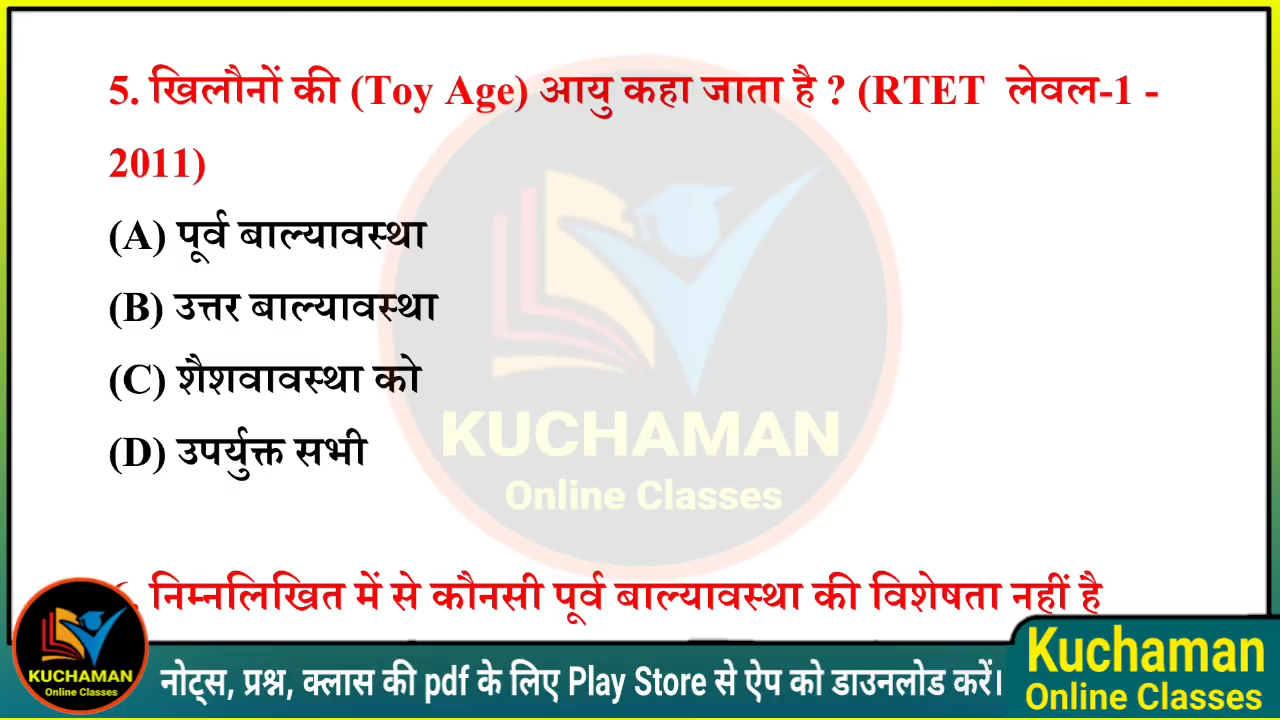 5. खिलौनों की (Toy Age) आयु कहा जाता है ? (RTET लेवल-1 -
2011)
(A) पूर्व बाल्यावस्था
(B) उत्तर बाल्यावस्था
(C) शैशवावस्था को
(D) उपर्युक्त सभी
KUCHAMAN
Online Classes
. निम्नलिखित में से कौनसी पूर्व बाल्यावस्था की विशेषता नहीं है
KUCHAMAN
Online Classes
नोट्स, प्रश्न, क्लास की pdf के लिए Play Store से ऐप को डाउनलोड करें।
Kuchaman
Online Classes